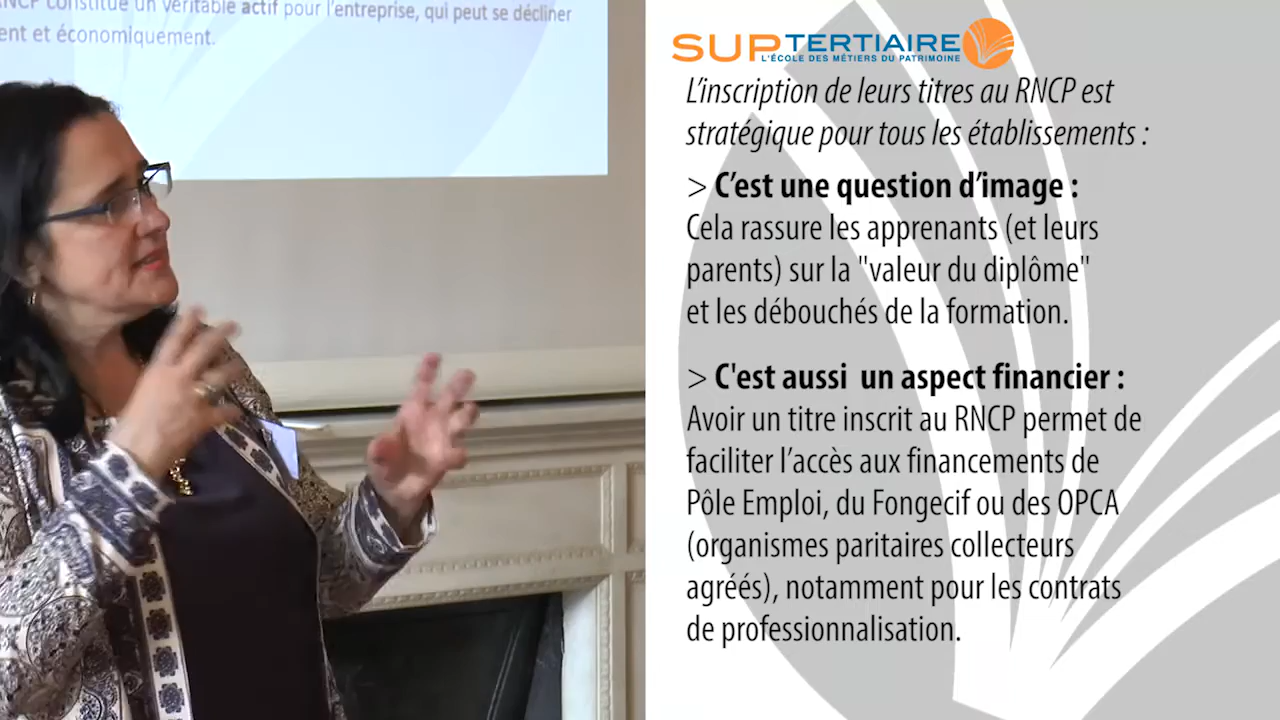 RNCP constitue un véritable actif pour l'entreprise, qui peut se décliner
ent et économiquement.
SUPTERTIAIRE
L'ÉCOLE DES MÉTIERS DU PATRIMOINE
L'inscription de leurs titres au RNCP est
stratégique pour tous les établissements :
> C'est une question d'image :
Cela rassure les apprenants (et leurs
parents) sur la "valeur du diplôme"
et les débouchés de la formation.
> C'est aussi un aspect financier :
Avoir un titre inscrit au RNCP permet de
faciliter l'accès aux financements de
Pôle Emploi, du Fongecif ou des OPCA
(organismes paritaires collecteurs
agréés), notamment pour les contrats
de professionnalisation.